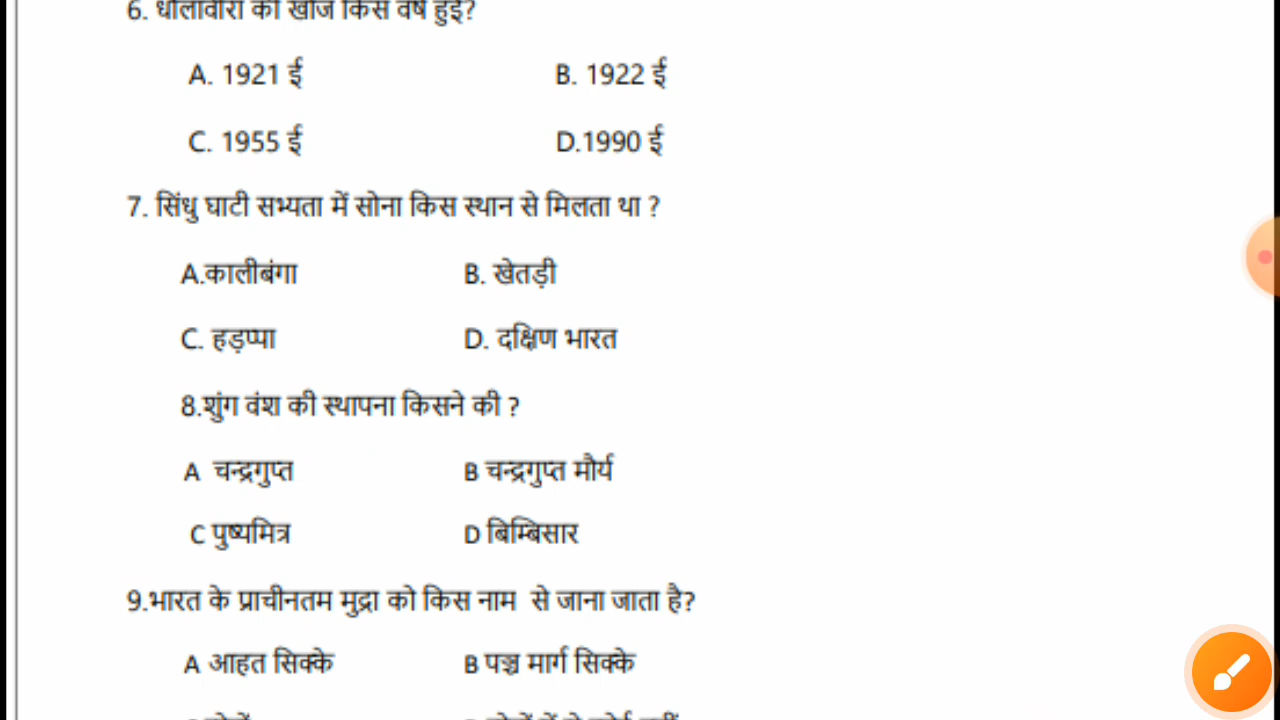 6. धौलावीरा की खोज किस वर्ष हुई?
A. 1921 ई
B. 1922 ई
C. 1955 ई
D.1990 ई
7. सिंधु घाटी सभ्यता में सोना किस स्थान से मिलता था ?
A.कालीबंगा
B. खेतड़ी
C. हड़प्पा
D. दक्षिण भारत
8.शुंग वंश की स्थापना किसने की ?
A चन्द्रगुप्त
B चन्द्रगुप्त मौर्य
C पुष्यमित्र
D बिम्बिसार
9.भारत के प्राचीनतम मुद्रा को किस नाम से जाना जाता है?
A आहत सिक्के
B पञ्च मार्ग सिक्के